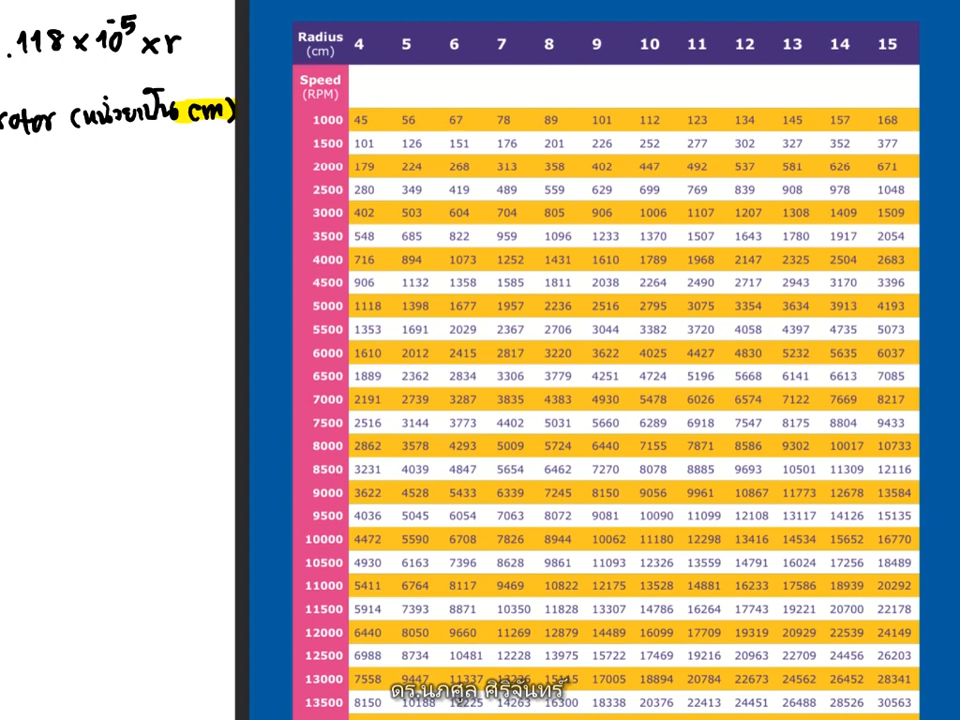 .118 x 10-5 x r
rotor (หน่วยเป็น cm)
Radius (cm) 4 5 6 7 8 9 10 11 12 13 14 15
Speed (RPM)
1000 45 56 67 78 89 101 112 123 134 145 157 168
1500 101 126 151 176 201 226 252 277 302 327 352 377
2000 179 224 268 313 358 402 447 492 537 581 626 671
2500 280 349 419 489 559 629 699 769 839 908 978 1048
3000 402 503 604 704 805 906 1006 1107 1207 1308 1409 1509
3500 548 685 822 959 1096 1233 1370 1507 1643 1780 1917 2054
4000 716 894 1073 1252 1431 1610 1789 1968 2147 2325 2504 2683
4500 906 1132 1358 1585 1811 2038 2264 2490 2717 2943 3170 3396
5000 1118 1398 1677 1957 2236 2516 2795 3075 3354 3634 3913 4193
5500 1353 1691 2029 2367 2706 3044 3382 3720 4058 4397 4735 5073
6000 1610 2012 2415 2817 3220 3622 4025 4427 4830 5232 5635 6037
6500 1889 2362 2834 3306 3779 4251 4724 5196 5668 6141 6613 7085
7000 2191 2739 3287 3835 4383 4930 5478 6026 6574 7122 7669 8217
7500 2516 3144 3773 4402 5031 5660 6289 6918 7547 8175 8804 9433
8000 2862 3578 4293 5009 5724 6440 7155 7871 8586 9302 10017 10733
8500 3231 4039 4847 5654 6462 7270 8078 8885 9693 10501 11309 12116
9000 3622 4528 5433 6339 7245 8150 9056 9961 10867 11773 12678 13584
9500 4036 5045 6054 7063 8072 9081 10090 11099 12108 13117 14126 15135
10000 4472 5590 6708 7826 8944 10062 11180 12298 13416 14534 15652 16770
10500 4930 6163 7396 8628 9861 11093 12326 13559 14791 16024 17256 18489
11000 5411 6764 8117 9469 10822 12175 13528 14881 16233 17586 18939 20292
11500 5914 7393 8871 10350 11828 13307 14786 16264 17743 19221 20700 22178
12000 6440 8050 9660 11269 12879 14489 16099 17709 19319 20929 22539 24149
12500 6988 8734 10481 12228 13975 15722 17469 19216 20963 22709 24456 26203
13000 7558 9447 11337 17005 18894 20784 22673 24562 26452 28341
ดร.นภศูล ศิริจันทร์
13500 8150 10188 14263 16300 18338 20376 22413 24451 26488 28526 30563